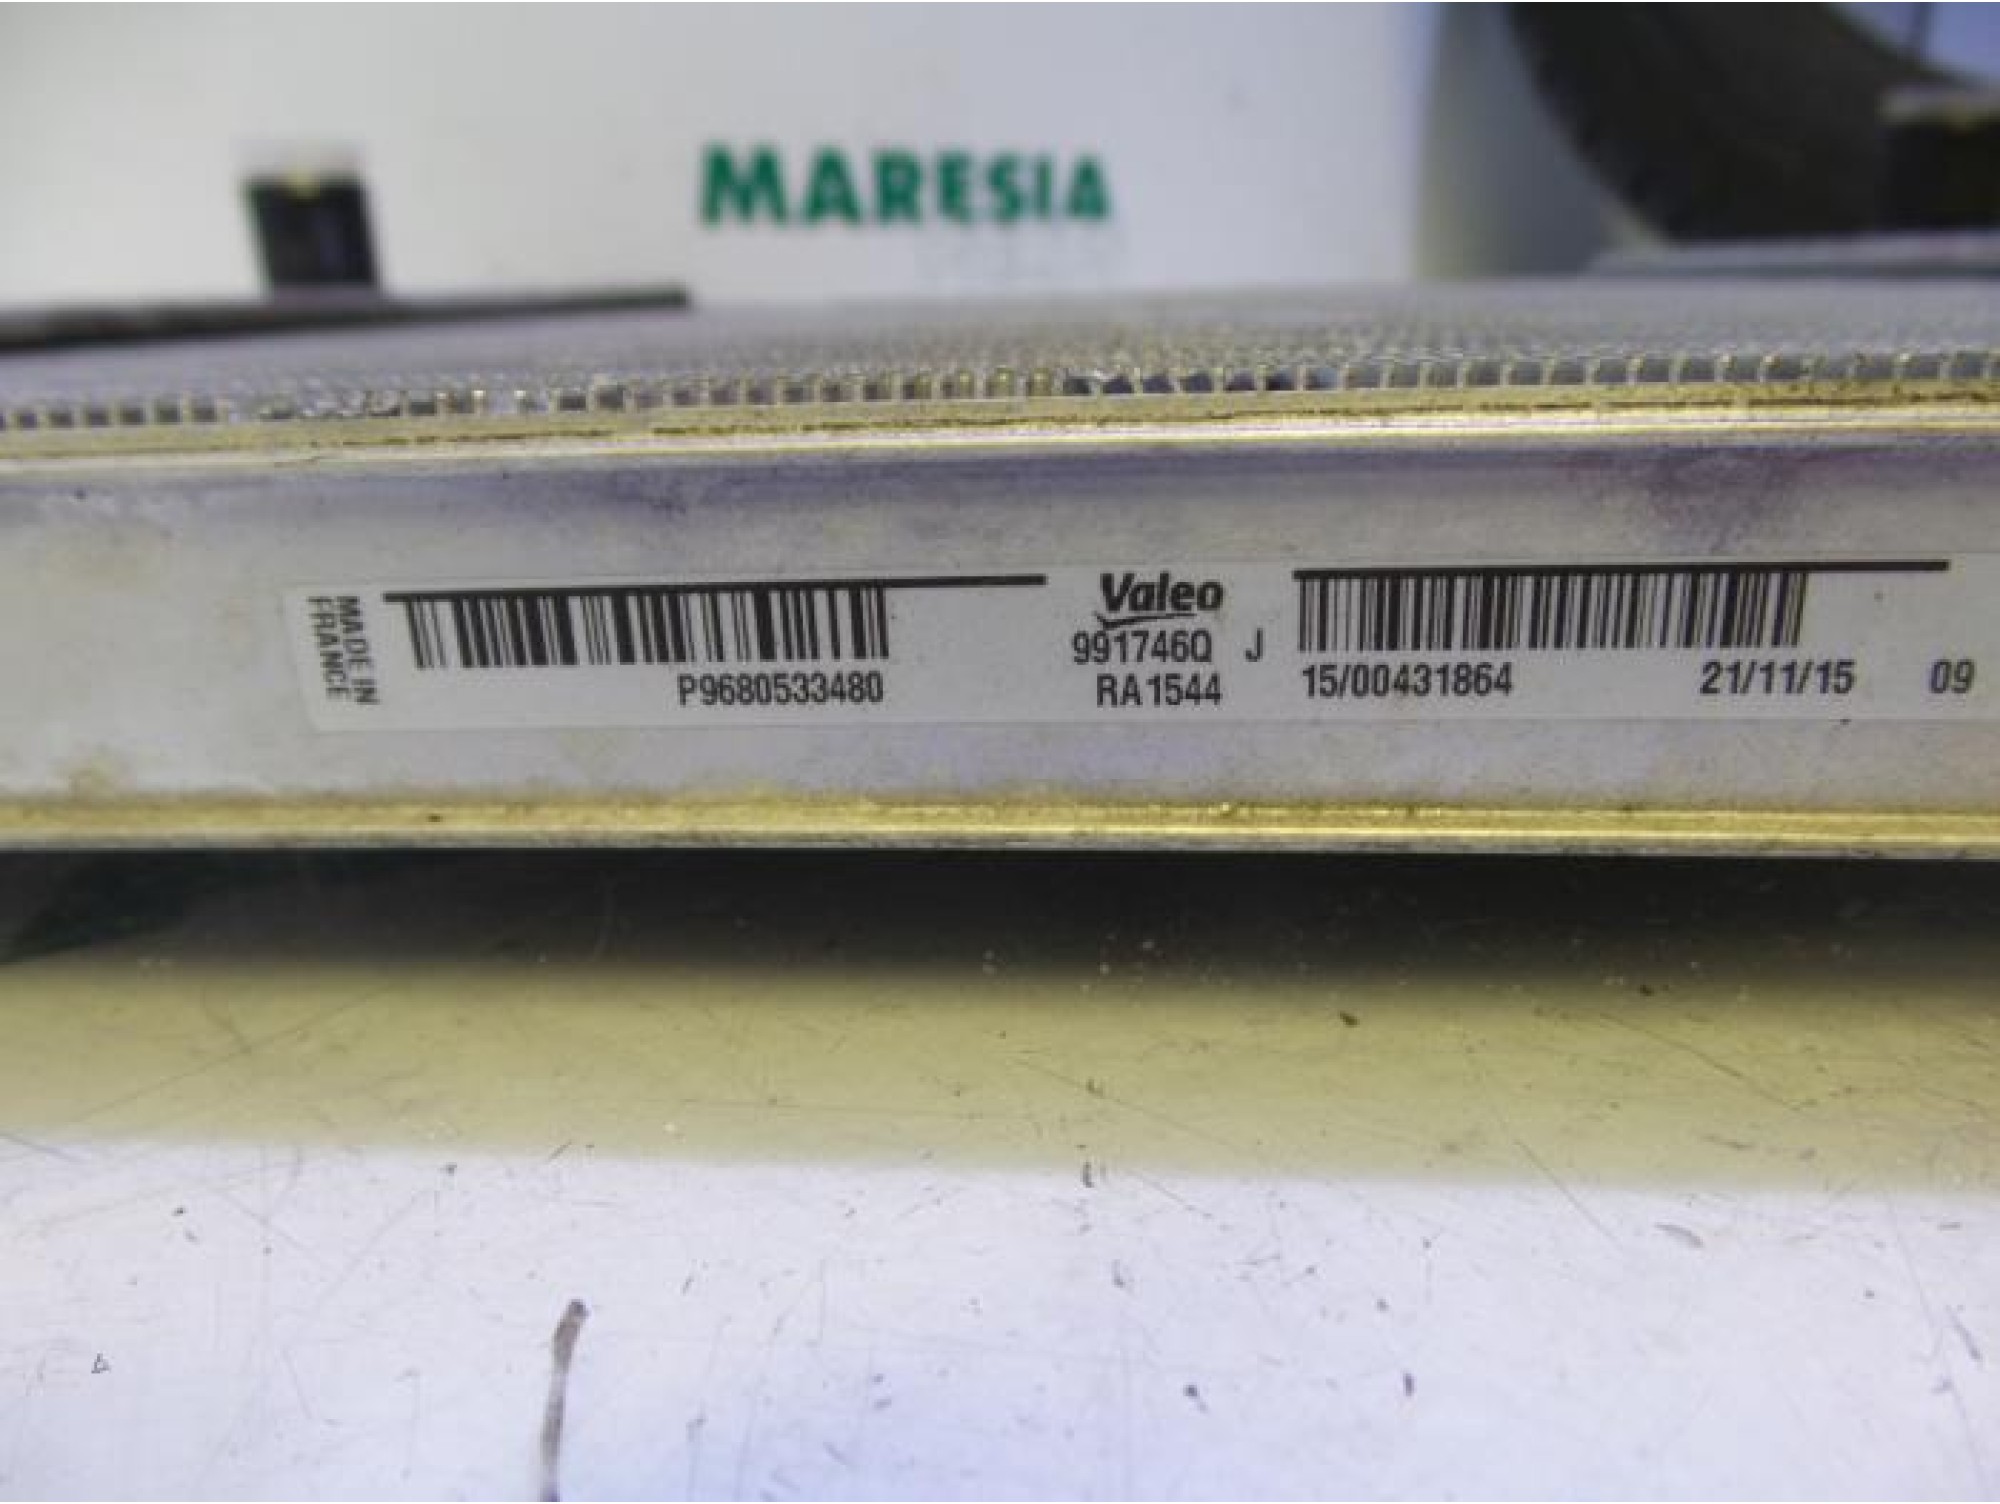 MARESIA
MADE IN
FRANCE
P9680533480
Valeo
991746Q J
RA1544
15/00431864 21/11/15 09